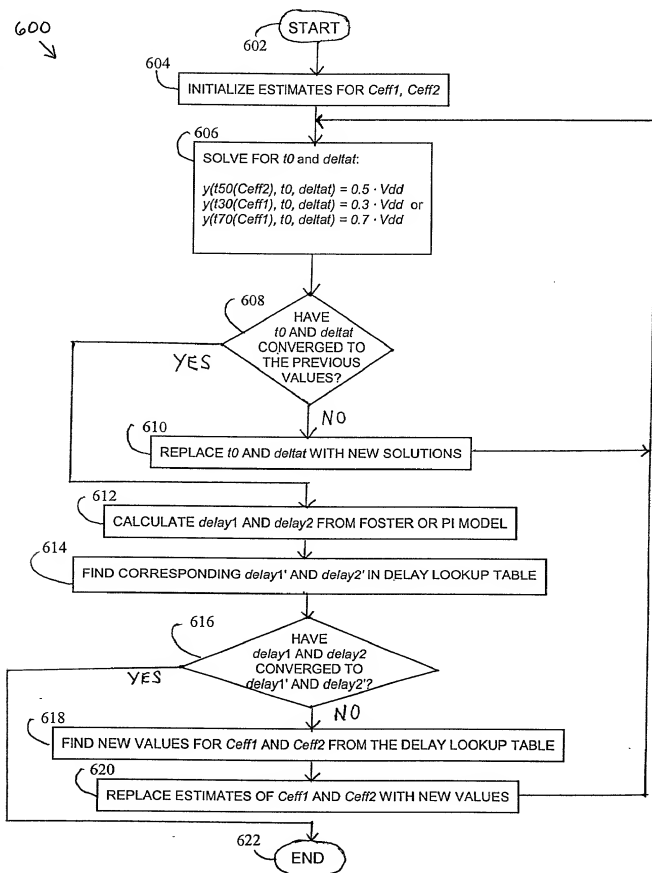 600
START
602
604
INITIALIZE ESTIMATES FOR Ceff1, Ceff2
606
SOLVE FOR t0 and deltat:
y(t50(Ceff2), t0, deltat) = 0.5 · Vdd
y(t30(Ceff1), t0, deltat) = 0.3 · Vdd or
y(t70(Ceff1), t0, deltat) = 0.7 · Vdd
608
HAVE
t0 AND deltat
CONVERGED TO
THE PREVIOUS
VALUES?
YES
NO
610
REPLACE t0 AND deltat WITH NEW SOLUTIONS
612
CALCULATE delay1 AND delay2 FROM FOSTER OR PI MODEL
614
FIND CORRESPONDING delay1' AND delay2' IN DELAY LOOKUP TABLE
616
HAVE
delay1 AND delay2
CONVERGED TO
delay1' AND delay2'?
YES
NO
618
FIND NEW VALUES FOR Ceff1 AND Ceff2 FROM THE DELAY LOOKUP TABLE
620
REPLACE ESTIMATES OF Ceff1 AND Ceff2 WITH NEW VALUES
622
END